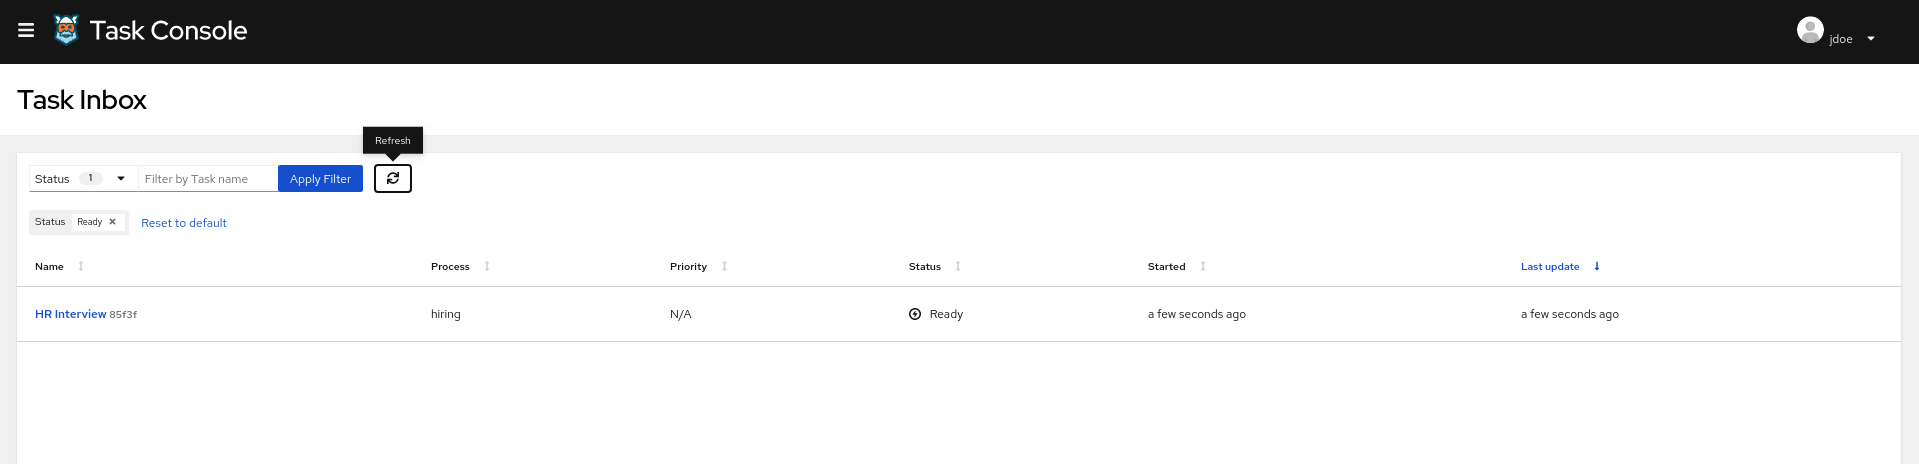 Task Console
jdoe
Task Inbox
Refresh
Status 1 Filter by Task name Apply Filter
Status Ready × Reset to default
Name Process Priority Status Started Last update
HR Interview 85f3f hiring N/A Ready a few seconds ago a few seconds ago